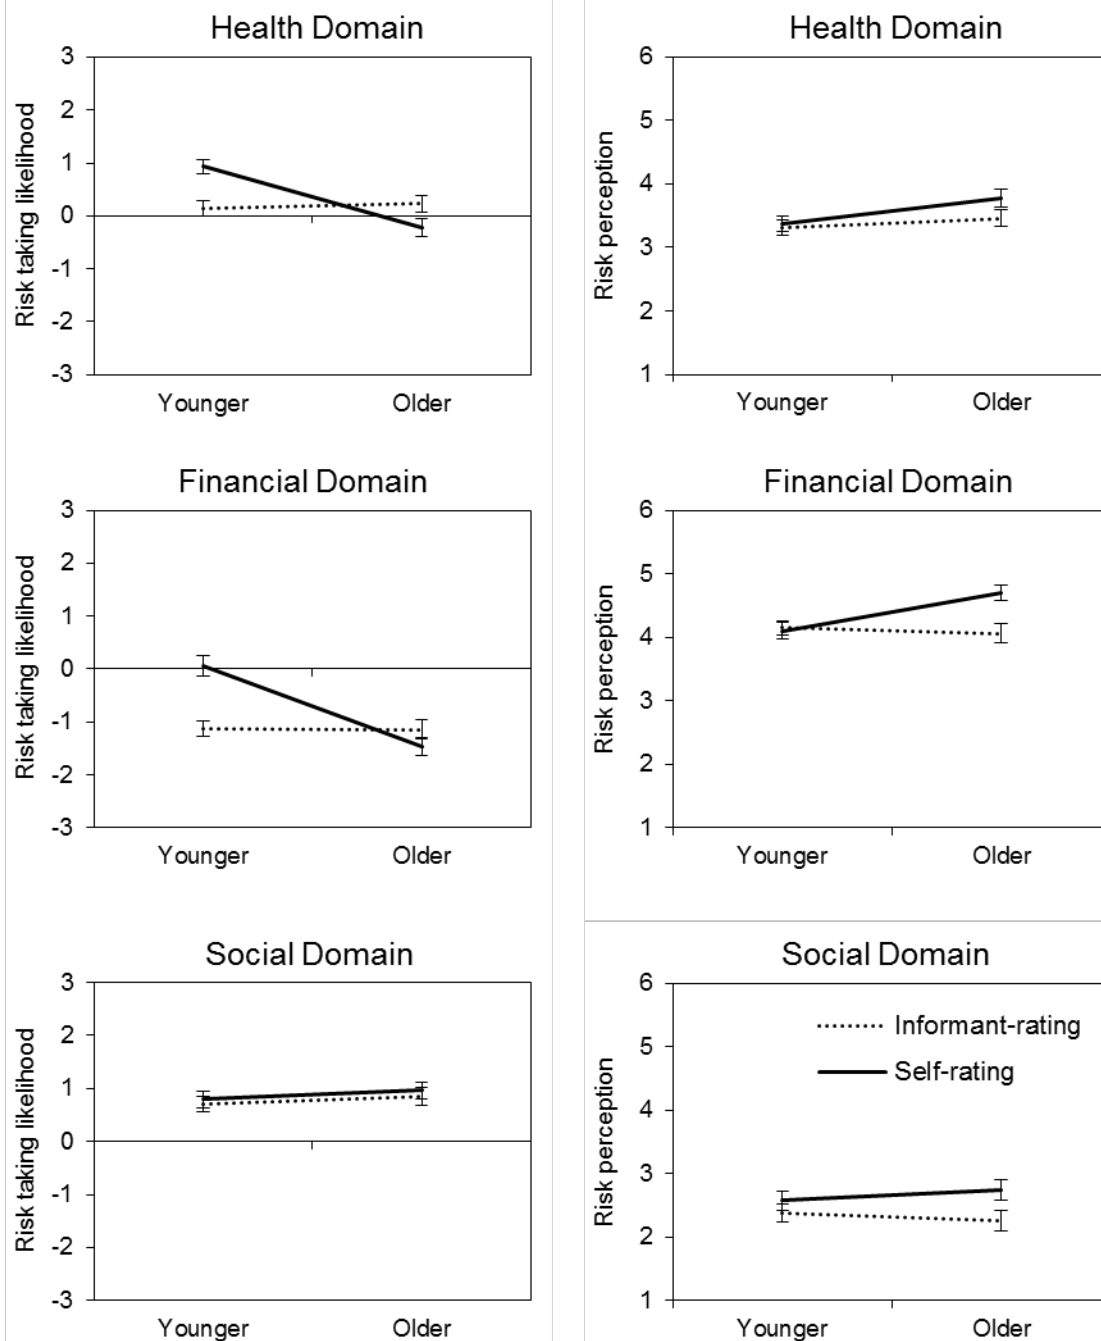 Health Domain
3
2
1
0
-1
-2
-3
Risk taking likelihood
Younger Older
Health Domain
6
5
4
3
2
1
Risk perception
Younger Older
Financial Domain
3
2
1
0
-1
-2
-3
Risk taking likelihood
Younger Older
Financial Domain
6
5
4
3
2
1
Risk perception
Younger Older
Social Domain
3
2
1
0
-1
-2
-3
Risk taking likelihood
Younger Older
Social Domain
6
5
4
3
2
1
Risk perception
Informant-rating
Self-rating
Younger Older